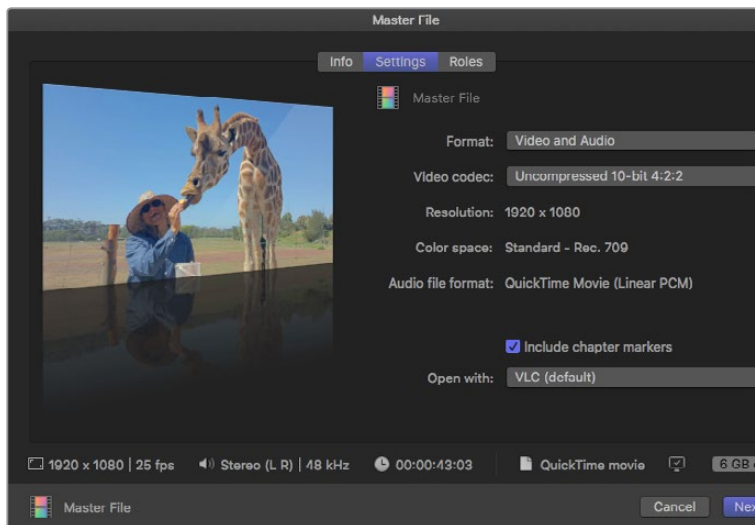 Master File
Info Settings Roles
Master File
Format: Video and Audio
Video codec: Uncompressed 10-bit 4:2:2
Resolution: 1920 x 1080
Color space: Standard - Rec. 709
Audio file format: QuickTime Movie (Linear PCM)
Include chapter markers
Open with: VLC (default)
1920 x 1080 | 25 fps Stereo (L R) | 48 kHz 00:00:43:03 QuickTime movie 6 GB
Master File Cancel